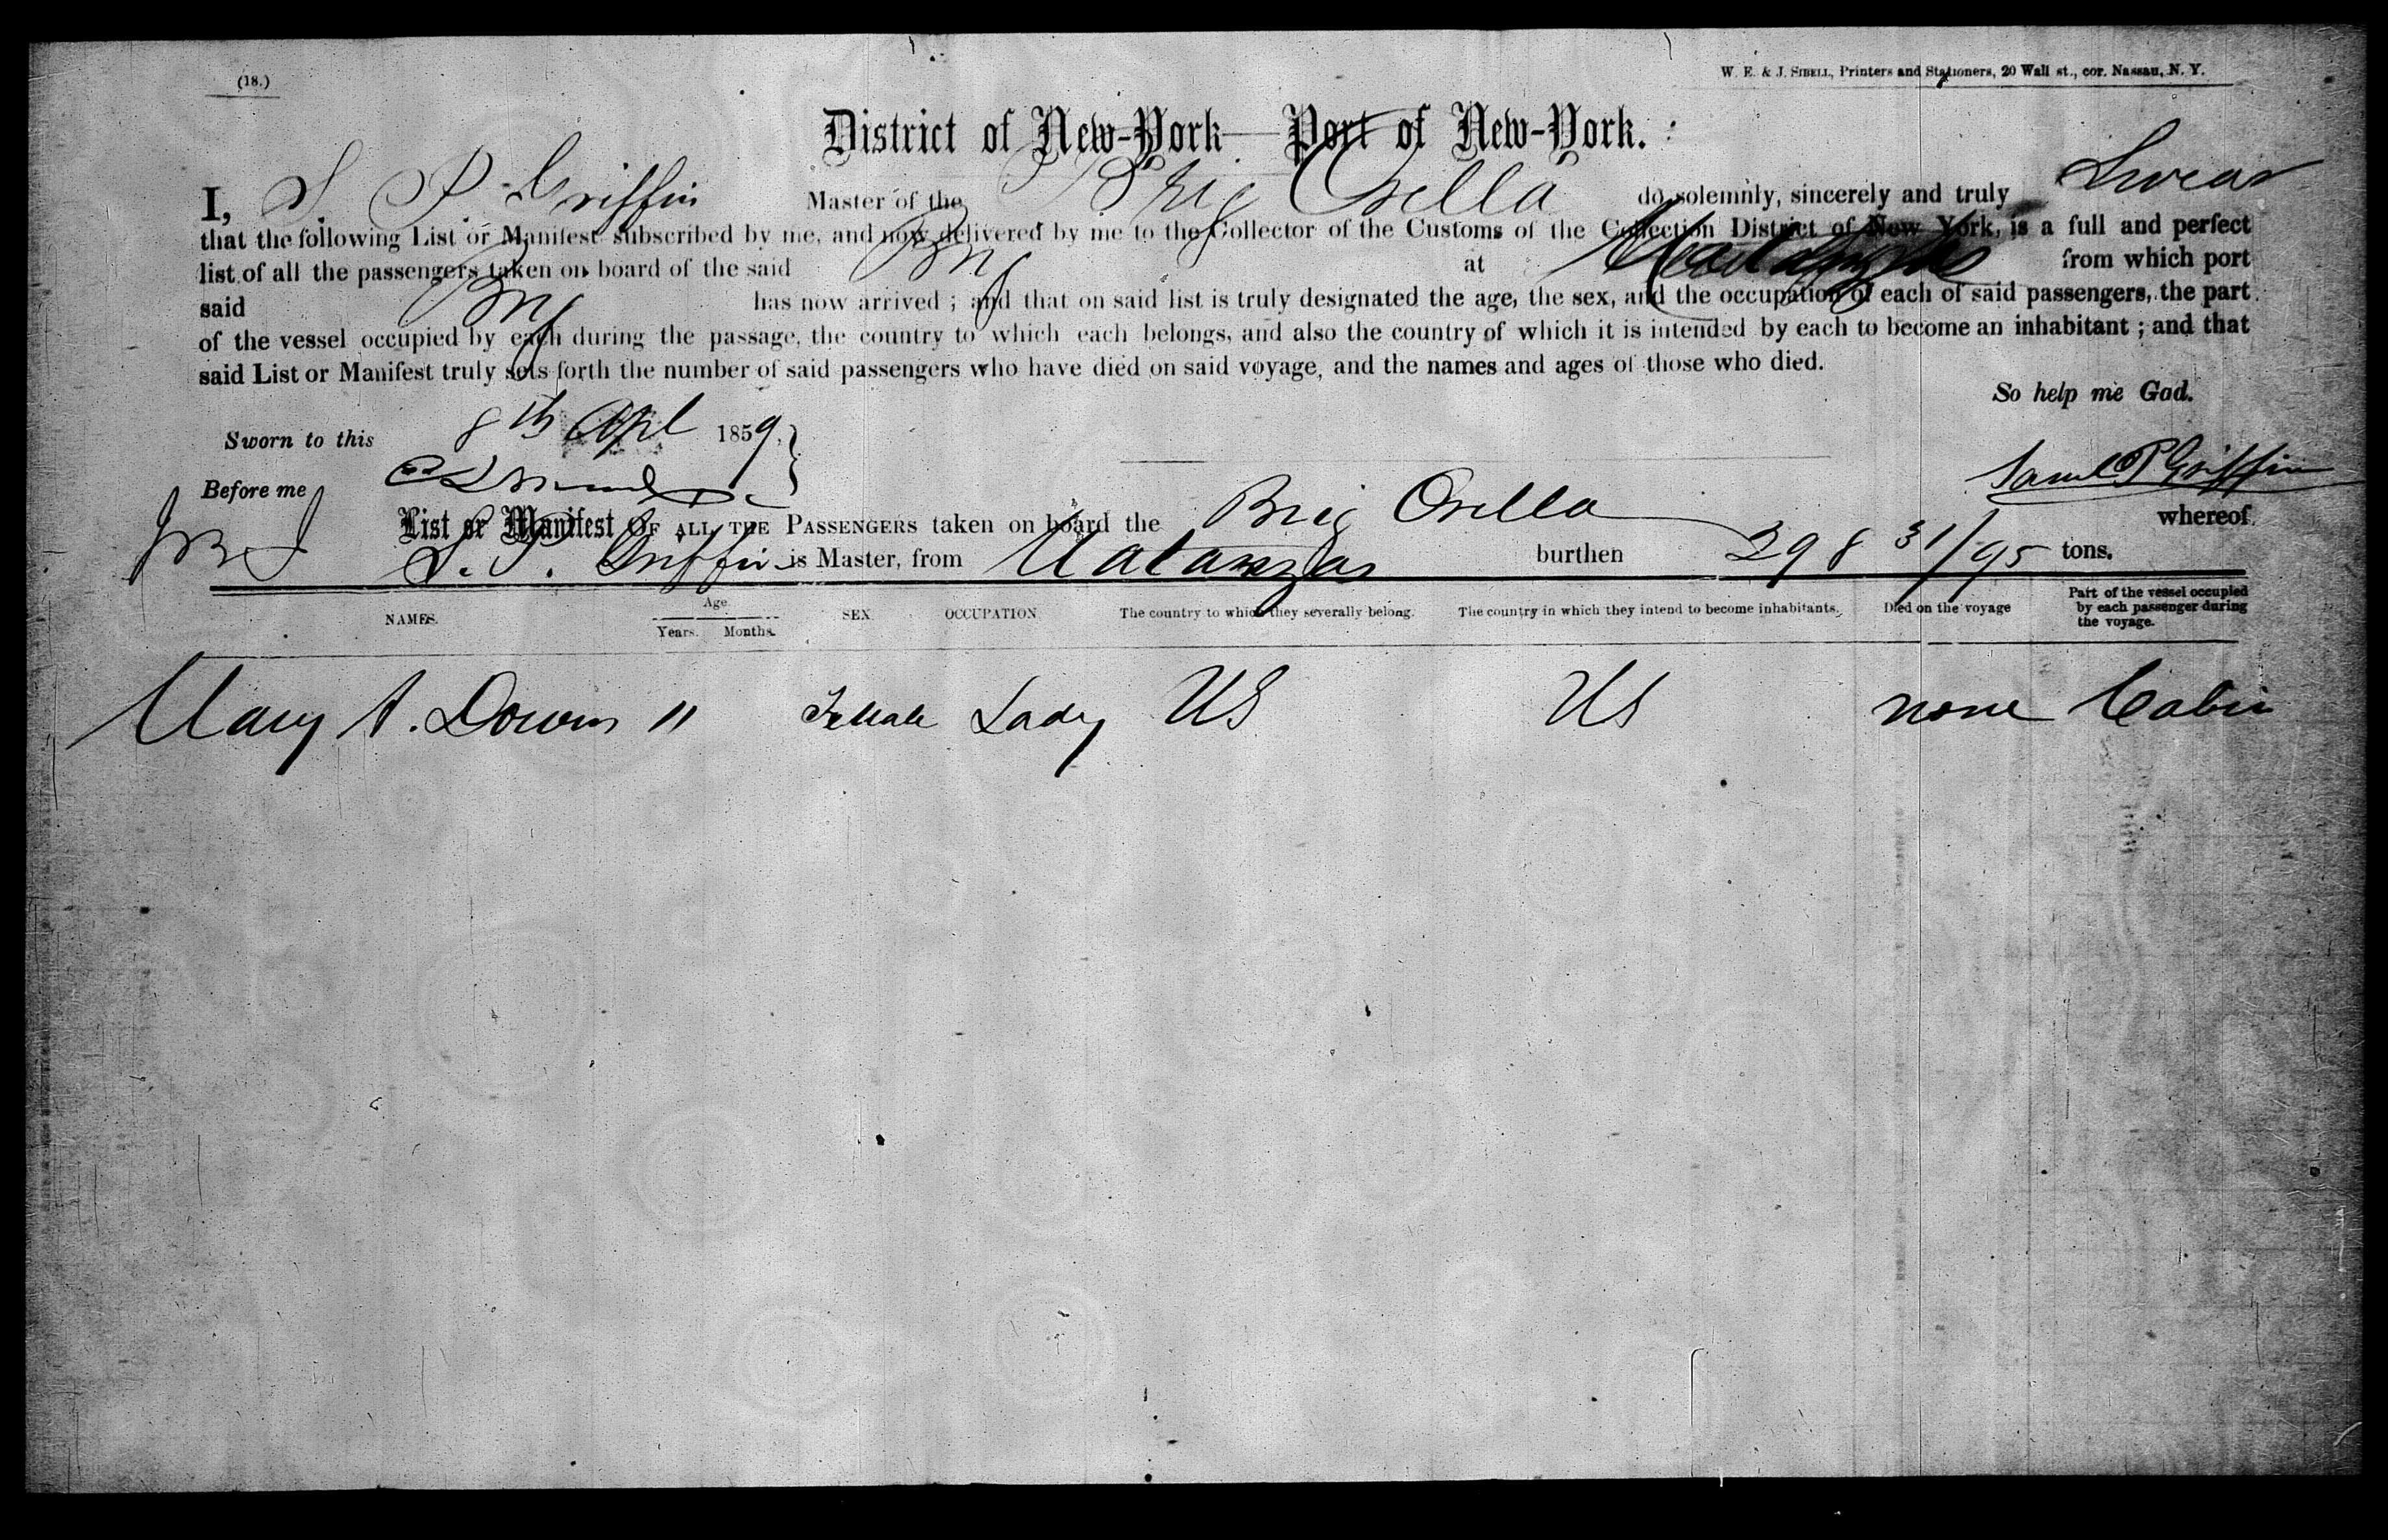 (18.)
W. E. & J. SIBELL, Printers and Stationers, 20 Wall st., cor. Nassau, N. Y.
District of New-York—Port of New-York.
I, S P Griffin Master of the Brig Orella do solemnly, sincerely and truly Swear
that the following List or Manifest subscribed by me, and now delivered by me to the Collector of the Customs of the Collection District of New York, is a full and perfect
list of all the passengers taken on board of the said Brig at from which port
said Brig has now arrived ; and that on said list is truly designated the age, the sex, and the occupation of each of said passengers, the part
of the vessel occupied by each during the passage, the country to which each belongs, and also the country of which it is intended by each to become an inhabitant ; and that
said List or Manifest truly sets forth the number of said passengers who have died on said voyage, and the names and ages of those who died.
So help me God.
Sworn to this 8th Apl 1859,
Before me
Saml P Griffin
List or Manifest OF ALL THE PASSENGERS taken on board the Brig Orella whereof
S. P. Griffin is Master, from Matanzas burthen 298 31/95 tons.
NAMES. Age Years. Months. SEX OCCUPATION The country to which they severally belong. The country in which they intend to become inhabitants. Died on the voyage Part of the vessel occupied by each passenger during the voyage.
Mary A. Downs 11 Female Lady US US none Cabin